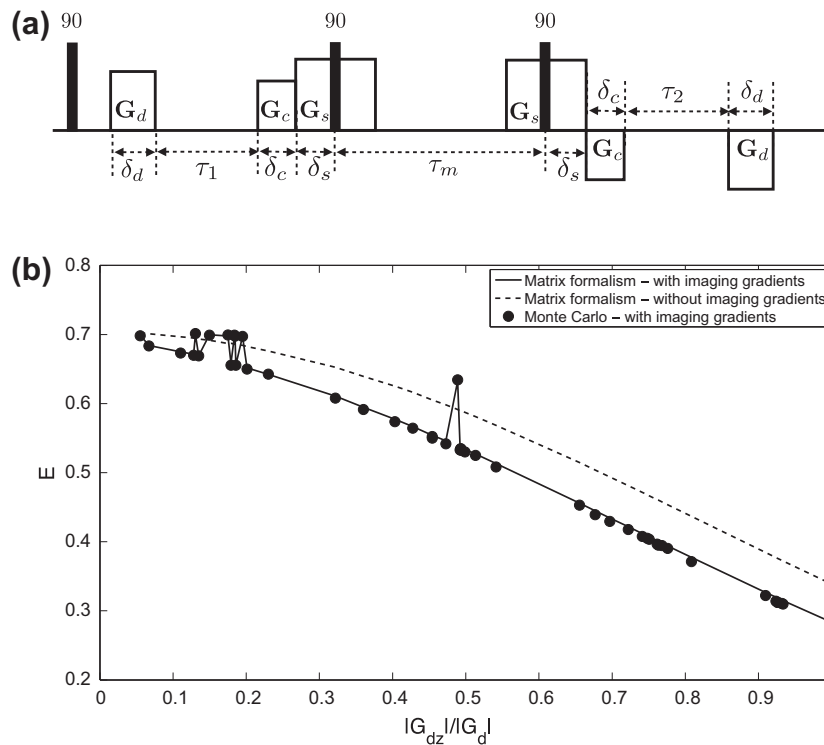 (a)
90 90 90
G_d G_c G_s G_s δ_c τ_2 δ_d
δ_d τ_1 δ_c δ_s τ_m δ_s G_c G_d
(b)
Matrix formalism – with imaging gradients
Matrix formalism – without imaging gradients
Monte Carlo – with imaging gradients
0.8
0.7
0.6
0.5
0.4
0.3
0.2
E
0 0.1 0.2 0.3 0.4 0.5 0.6 0.7 0.8 0.9
|G_dz|/|G_d|